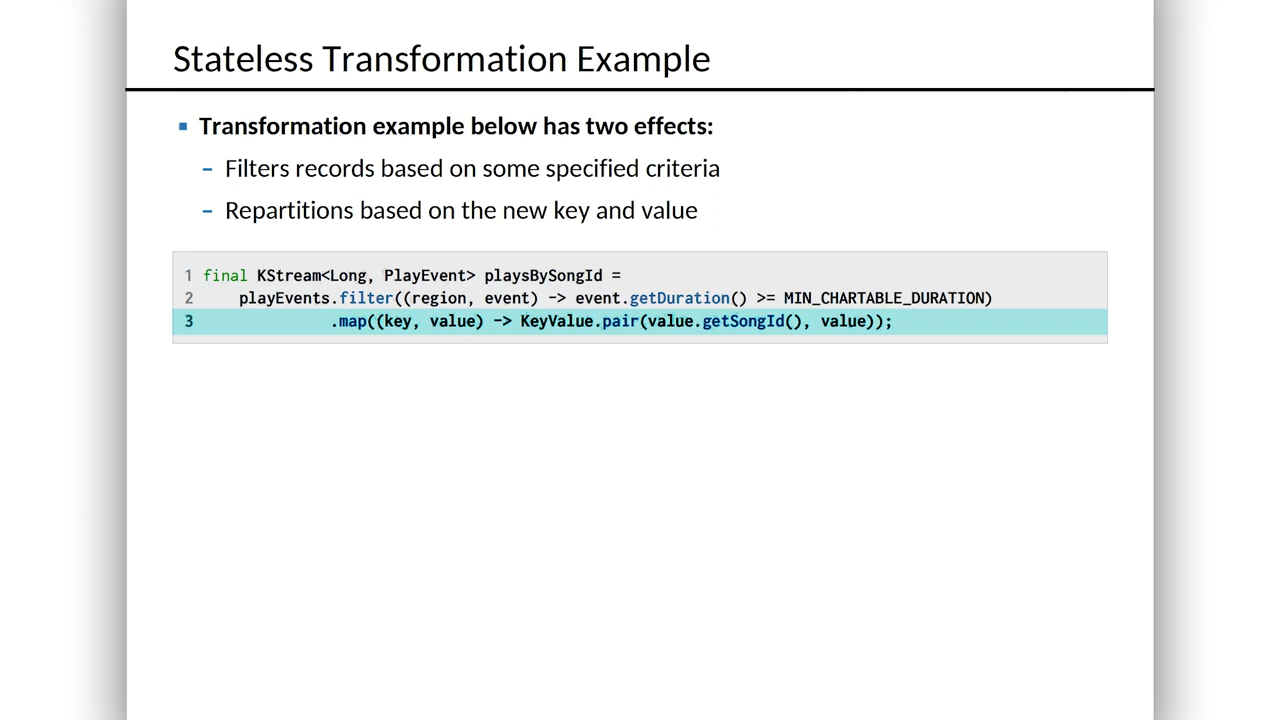 Stateless Transformation Example
▪ Transformation example below has two effects:
– Filters records based on some specified criteria
– Repartitions based on the new key and value
1 final KStream<Long, PlayEvent> playsBySongId =
2 playEvents.filter((region, event) -> event.getDuration() >= MIN_CHARTABLE_DURATION)
3 .map((key, value) -> KeyValue.pair(value.getSongId(), value));